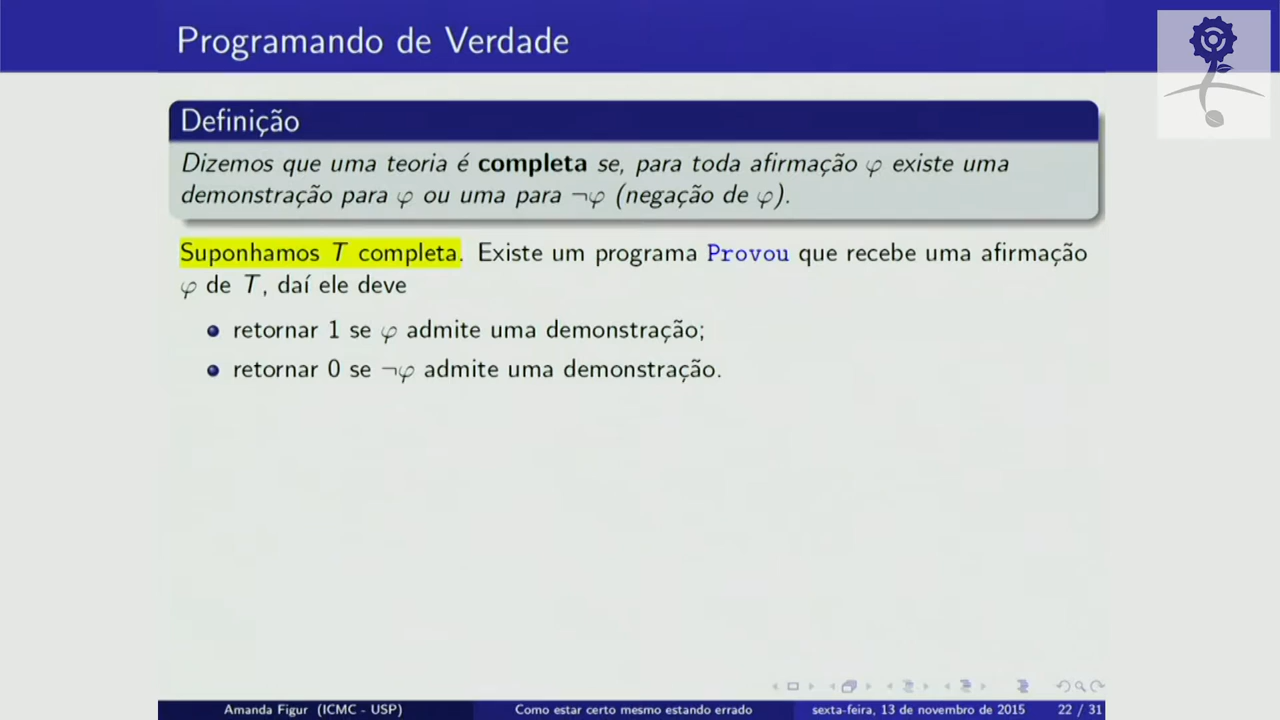 Programando de Verdade
Definição
Dizemos que uma teoria é completa se, para toda afirmação φ existe uma
demonstração para φ ou uma para ¬φ (negação de φ).
Suponhamos T completa. Existe um programa Provou que recebe uma afirmação
φ de T, daí ele deve
retornar 1 se φ admite uma demonstração;
retornar 0 se ¬φ admite uma demonstração.
Amanda Figur (ICMC - USP) Como estar certo mesmo estando errado sexta-feira, 13 de novembro de 2015 22 / 31